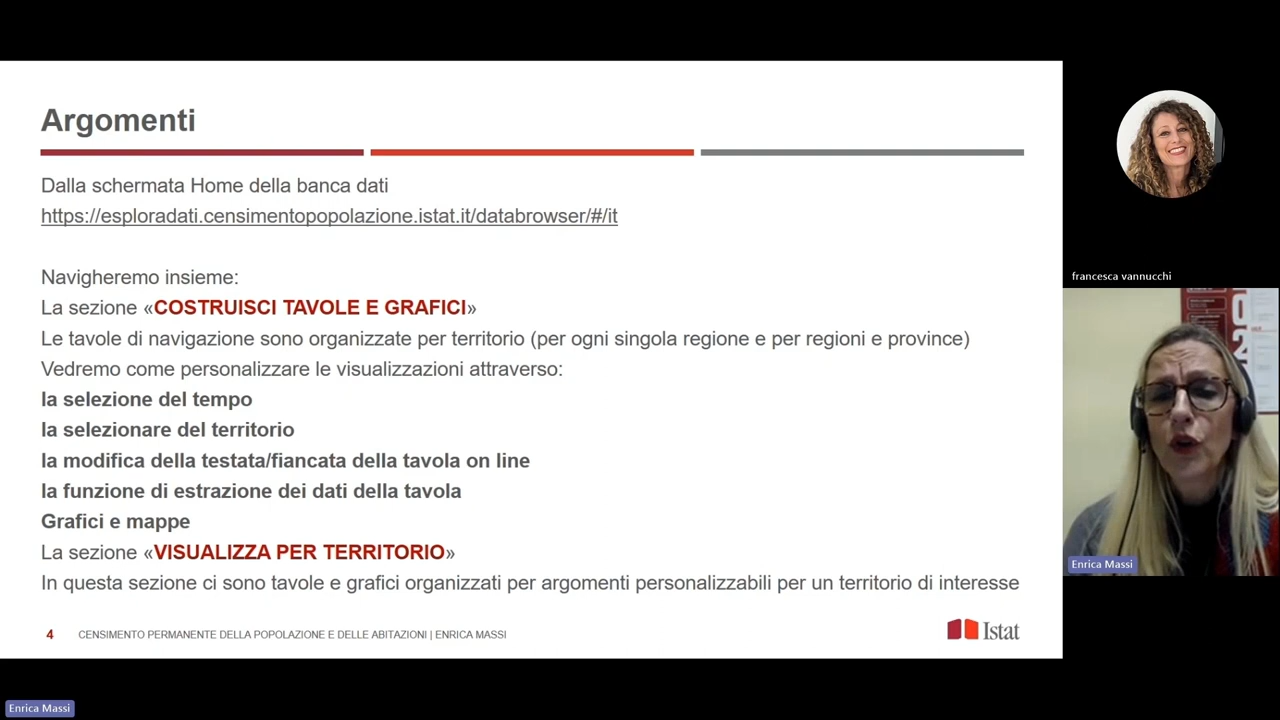 Argomenti
Dalla schermata Home della banca dati
https://esploradati.censimentopopolazione.istat.it/databrowser/#/it
Navigheremo insieme:
La sezione «COSTRUISCI TAVOLE E GRAFICI»
Le tavole di navigazione sono organizzate per territorio (per ogni singola regione e per regioni e province)
Vedremo come personalizzare le visualizzazioni attraverso:
la selezione del tempo
la selezionare del territorio
la modifica della testata/fiancata della tavola on line
la funzione di estrazione dei dati della tavola
Grafici e mappe
La sezione «VISUALIZZA PER TERRITORIO»
In questa sezione ci sono tavole e grafici organizzati per argomenti personalizzabili per un territorio di interesse
4 CENSIMENTO PERMANENTE DELLA POPOLAZIONE E DELLE ABITAZIONI | ENRICA MASSI
Istat
francesca vannucchi
Enrica Massi
Enrica Massi